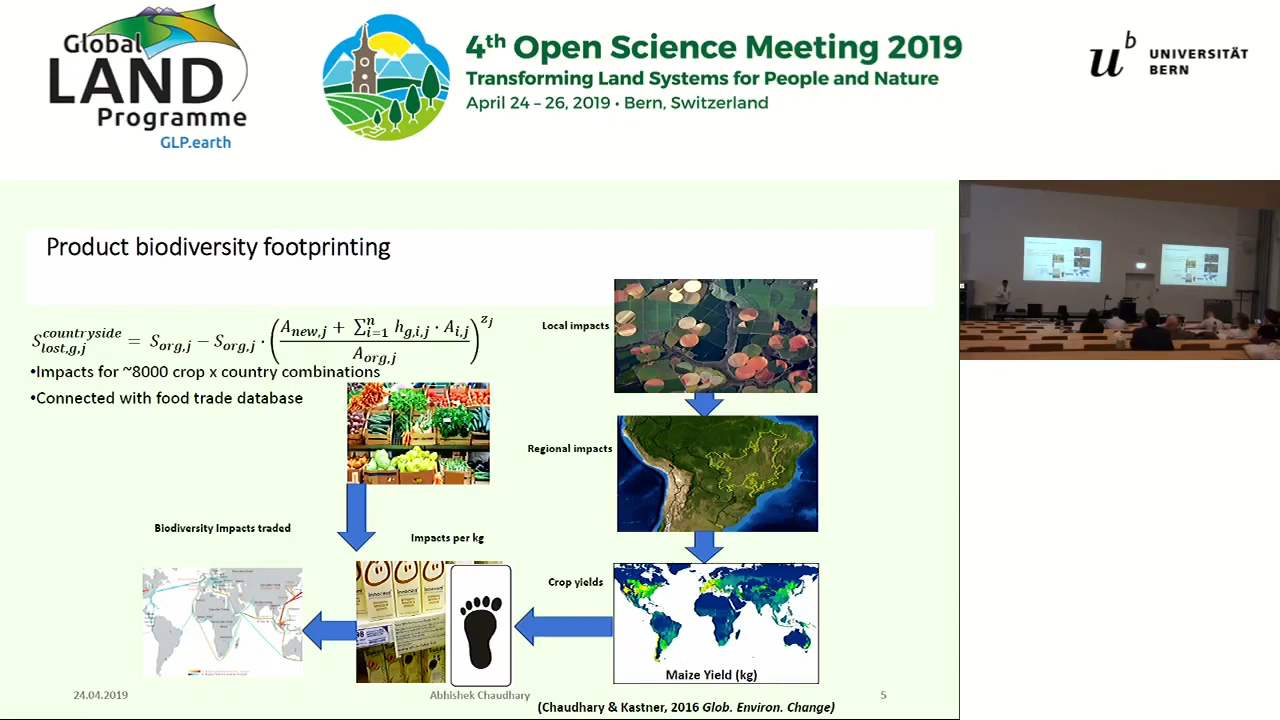 Global
LAND
Programme
GLP.earth
4th Open Science Meeting 2019
Transforming Land Systems for People and Nature
April 24 – 26, 2019 • Bern, Switzerland
u b
UNIVERSITÄT
BERN
Product biodiversity footprinting
S_{lost,g,j}^{countryside} = S_{org,j} − S_{org,j} · ( (A_{new,j} + ∑_{i=1}^{n} h_{g,i,j} · A_{i,j}) / A_{org,j} )^{z_j}
•Impacts for ~8000 crop x country combinations
•Connected with food trade database
Local impacts
Regional impacts
Biodiversity Impacts traded
Impacts per kg
Crop yields
innocent
Maize Yield (kg)
24.04.2019
Abhishek Chaudhary
5
(Chaudhary & Kastner, 2016 Glob. Environ. Change)